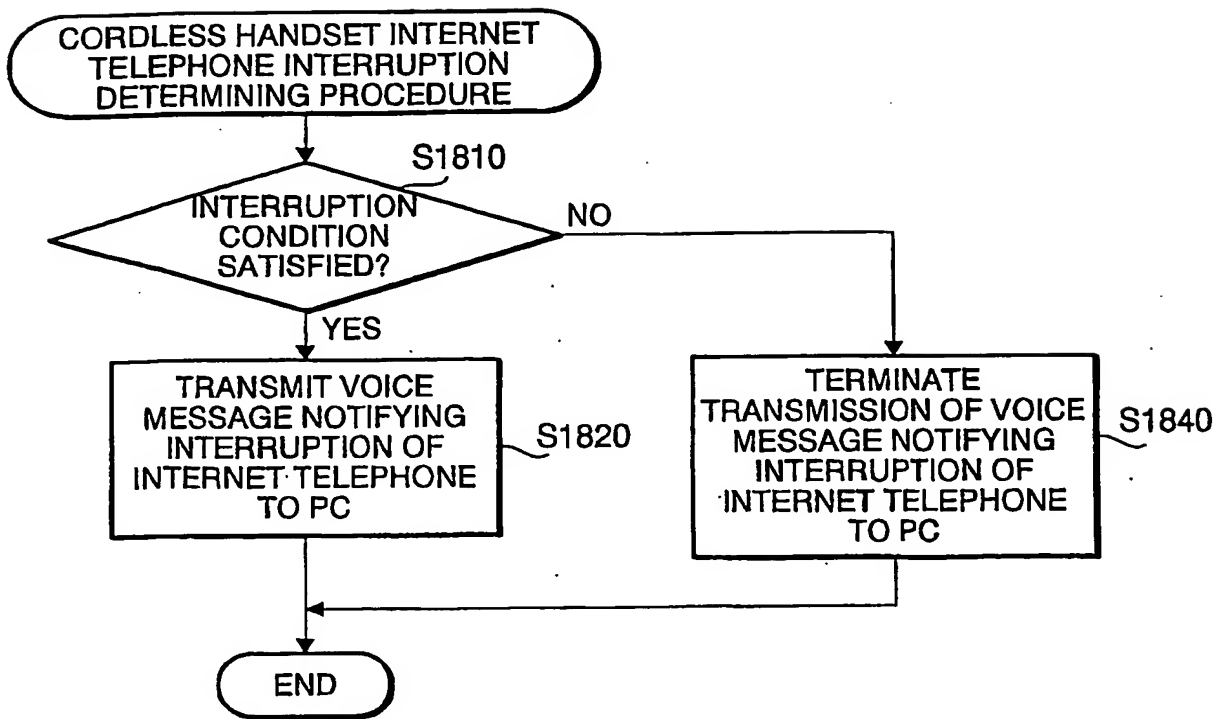 CORDLESS HANDSET INTERNET
TELEPHONE INTERRUPTION
DETERMINING PROCEDURE
S1810
INTERRUPTION
CONDITION
SATISFIED?
NO
YES
TRANSMIT VOICE
MESSAGE NOTIFYING
INTERRUPTION OF
INTERNET TELEPHONE
TO PC
S1820
TERMINATE
TRANSMISSION OF VOICE
MESSAGE NOTIFYING
INTERRUPTION OF
INTERNET TELEPHONE
TO PC
S1840
END